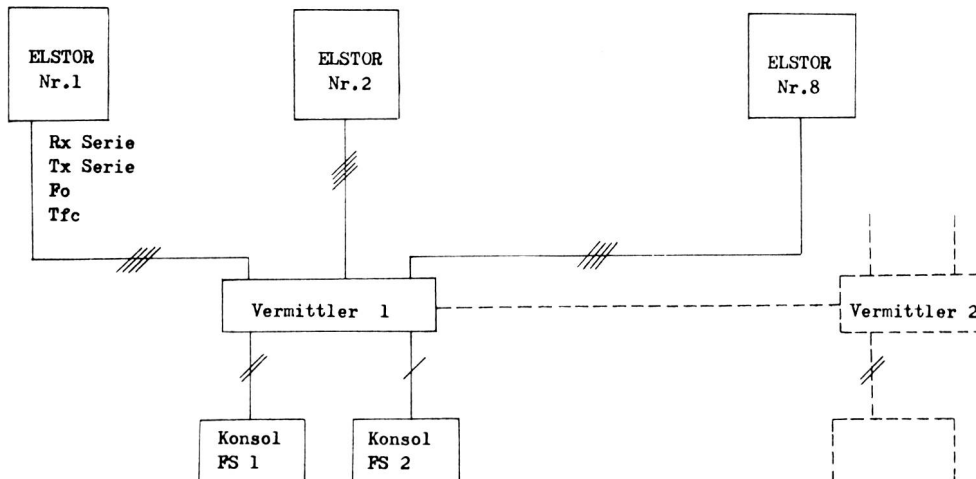 ELSTOR
Nr.1
ELSTOR
Nr.2
ELSTOR
Nr.8
Rx Serie
Tx Serie
Fo
Tfc
Vermittler 1
Vermittler 2
Konsol
FS 1
Konsol
FS 2